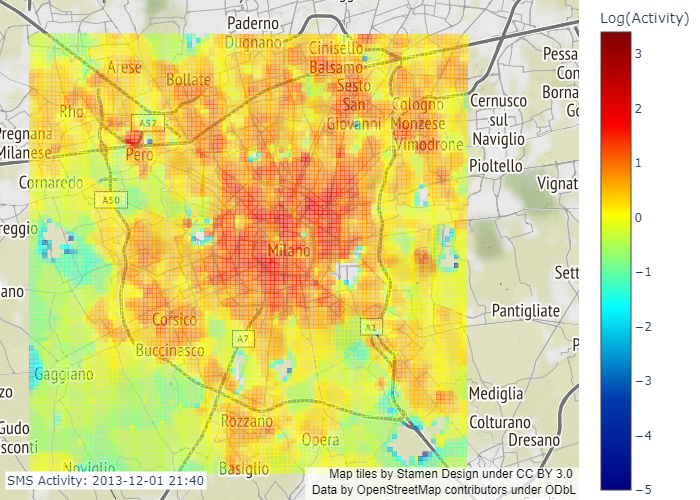 Paderno
Dugnano
Log(Activity)
Cinisello
Balsamo
Arese
Bollate
Sesto
San
Giovanni
Rho
Cologno
Monzese
Vimodrone
Cernusco
sul
Naviglio
Pessa
Con
Borna
Go
A52
Pregnana
Milanese
Pero
Pioltello
Cornaredo
Vignat
A50
reggio
Milano
Sett
ano
Pantigliate
Corsico
A1
A7
Buccinasco
P
Gaggiano
zo
Mediglia
Rozzano
Colturano
Gudo
sconti
Opera
Dresano
Noviglio
Basiglio
SMS Activity: 2013-12-01 21:40
Map tiles by Stamen Design under CC BY 3.0
Data by OpenStreetMap contributors under ODbL
3
2
1
0
−1
−2
−3
−4
−5